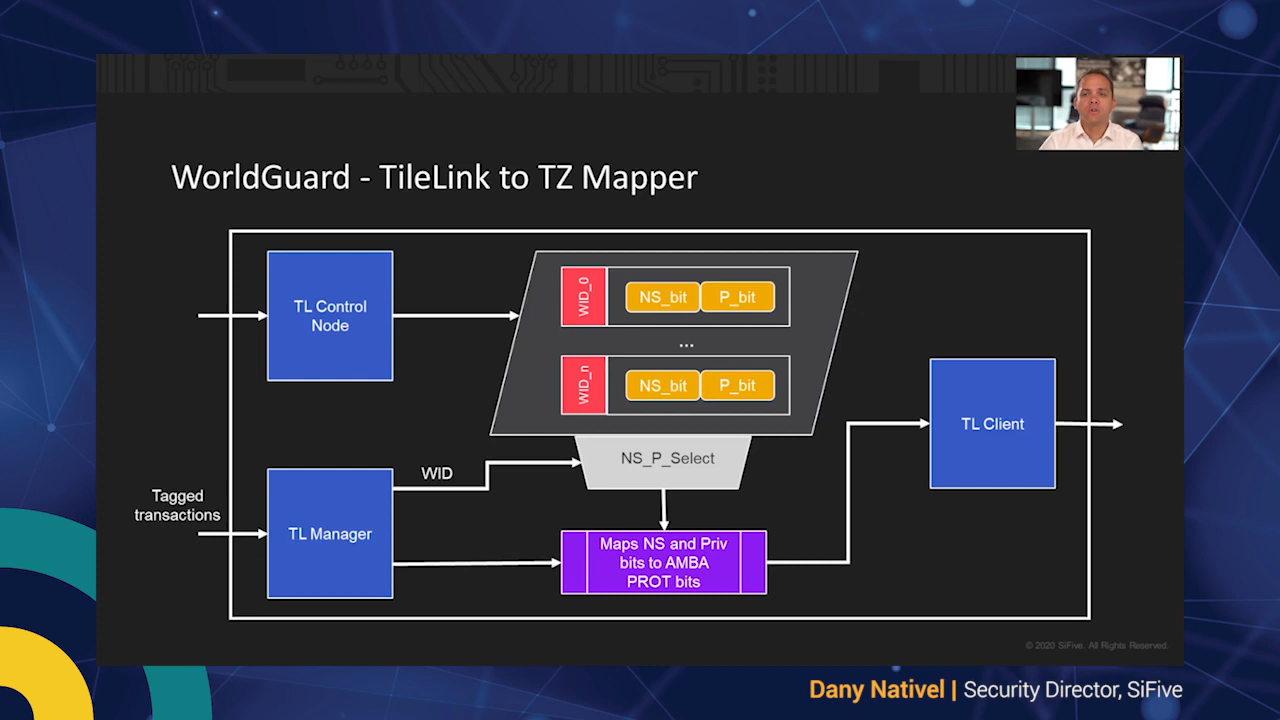 WorldGuard - TileLink to TZ Mapper
TL Control
Node
WID_0
NS_bit
P_bit
...
WID_n
NS_bit
P_bit
NS_P_Select
TL Client
WID
Tagged
transactions
TL Manager
Maps NS and Priv
bits to AMBA
PROT bits
© 2020 SiFive. All Rights Reserved.
Dany Nativel | Security Director, SiFive